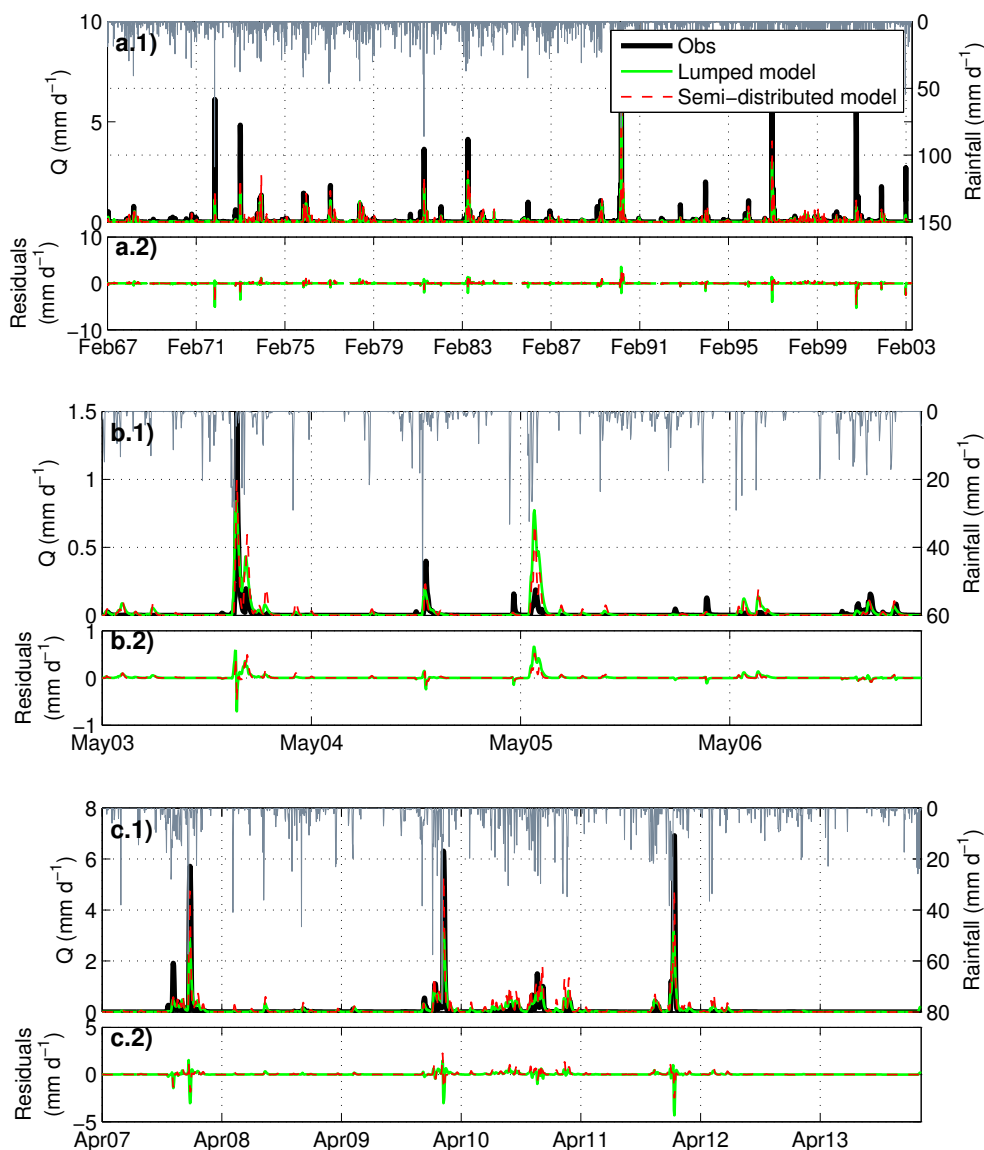 a.1)
Obs
Lumped model
Semi−distributed model
10
5
0
Q (mm d−1)
0
50
100
150
Rainfall (mm d−1)
a.2)
10
0
−10
Residuals
(mm d−1)
Feb67 Feb71 Feb75 Feb79 Feb83 Feb87 Feb91 Feb95 Feb99 Feb03
b.1)
1.5
1
0.5
0
Q (mm d−1)
0
20
40
60
Rainfall (mm d−1)
b.2)
1
0
−1
Residuals
(mm d−1)
May03 May04 May05 May06
c.1)
8
6
4
2
0
Q (mm d−1)
0
20
40
60
80
Rainfall (mm d−1)
c.2)
5
0
−5
Residuals
(mm d−1)
Apr07 Apr08 Apr09 Apr10 Apr11 Apr12 Apr13